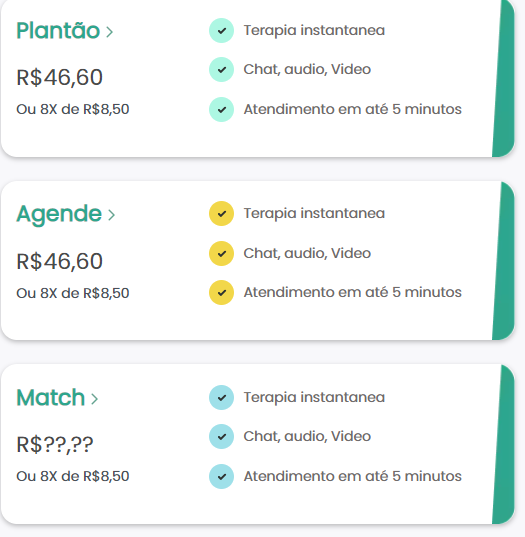 Plantão
Terapia instantanea
R$46,60
Chat, audio, Video
Ou 8X de R$8,50
Atendimento em até 5 minutos
Agende
Terapia instantanea
R$46,60
Chat, audio, Video
Ou 8X de R$8,50
Atendimento em até 5 minutos
Match
Terapia instantanea
R$??,??
Chat, audio, Video
Ou 8X de R$8,50
Atendimento em até 5 minutos